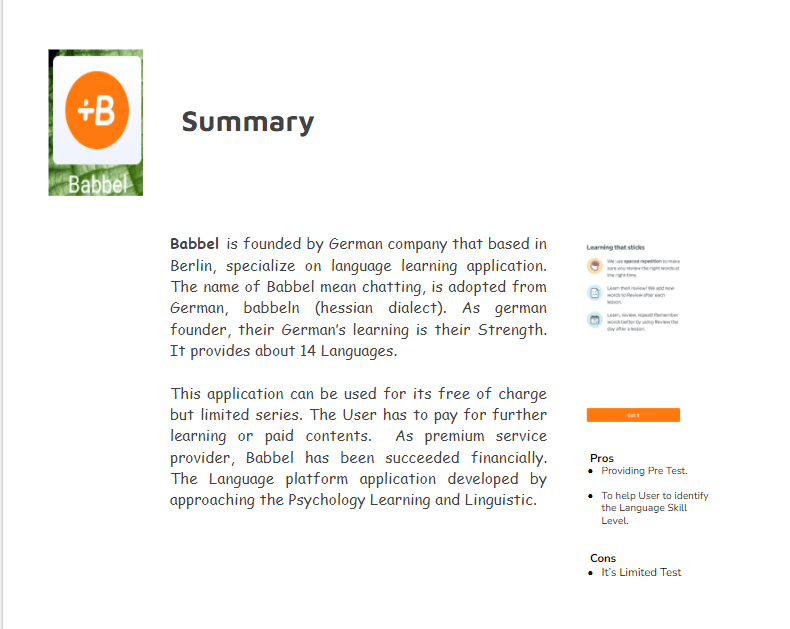 +B
Babbel
Summary
Babbel is founded by German company that based in
Berlin, specialize on language learning application.
The name of Babbel mean chatting, is adopted from
German, babbeln (hessian dialect). As german
founder, their German's learning is their Strength.
It provides about 14 Languages.
This application can be used for its free of charge
but limited series. The User has to pay for further
learning or paid contents. As premium service
provider, Babbel has been succeeded financially.
The Language platform application developed by
approaching the Psychology Learning and Linguistic.
Learning that sticks
We use spaced repetition to make
sure you review the right words at
the right time.
Learn then review! We add new
words to Review after each
lesson.
Learn, review, repeat! Remember
words better by using Review the
day after a lesson.
Got it
Pros
• Providing Pre Test.
• To help User to identify
the Language Skill
Level.
Cons
• It's Limited Test